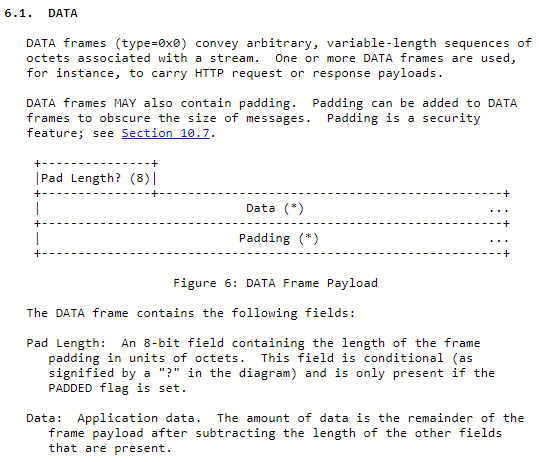 6.1. DATA
DATA frames (type=0x0) convey arbitrary, variable-length sequences of
octets associated with a stream. One or more DATA frames are used,
for instance, to carry HTTP request or response payloads.
DATA frames MAY also contain padding. Padding can be added to DATA
frames to obscure the size of messages. Padding is a security
feature; see Section 10.7.
+---------------+
|Pad Length? (8)|
+---------------+-----------------------------------------------+
| Data (*) ...
+---------------------------------------------------------------+
| Padding (*) ...
+---------------------------------------------------------------+
Figure 6: DATA Frame Payload
The DATA frame contains the following fields:
Pad Length: An 8-bit field containing the length of the frame
padding in units of octets. This field is conditional (as
signified by a "?" in the diagram) and is only present if the
PADDED flag is set.
Data: Application data. The amount of data is the remainder of the
frame payload after subtracting the length of the other fields
that are present.